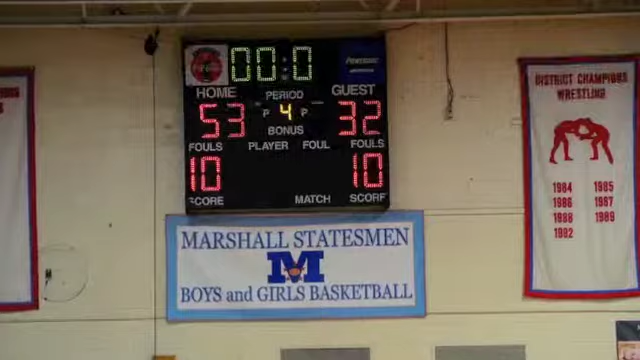 00:0
HOME PERIOD GUEST
53 P 4 P 32
BONUS
FOULS PLAYER FOUL FOULS
10 10
SCORE MATCH SCORE
MARSHALL STATESMEN
M
BOYS and GIRLS BASKETBALL
DISTRICT CHAMPIONS
WRESTLING
1984 1985
1986 1987
1988 1989
1992